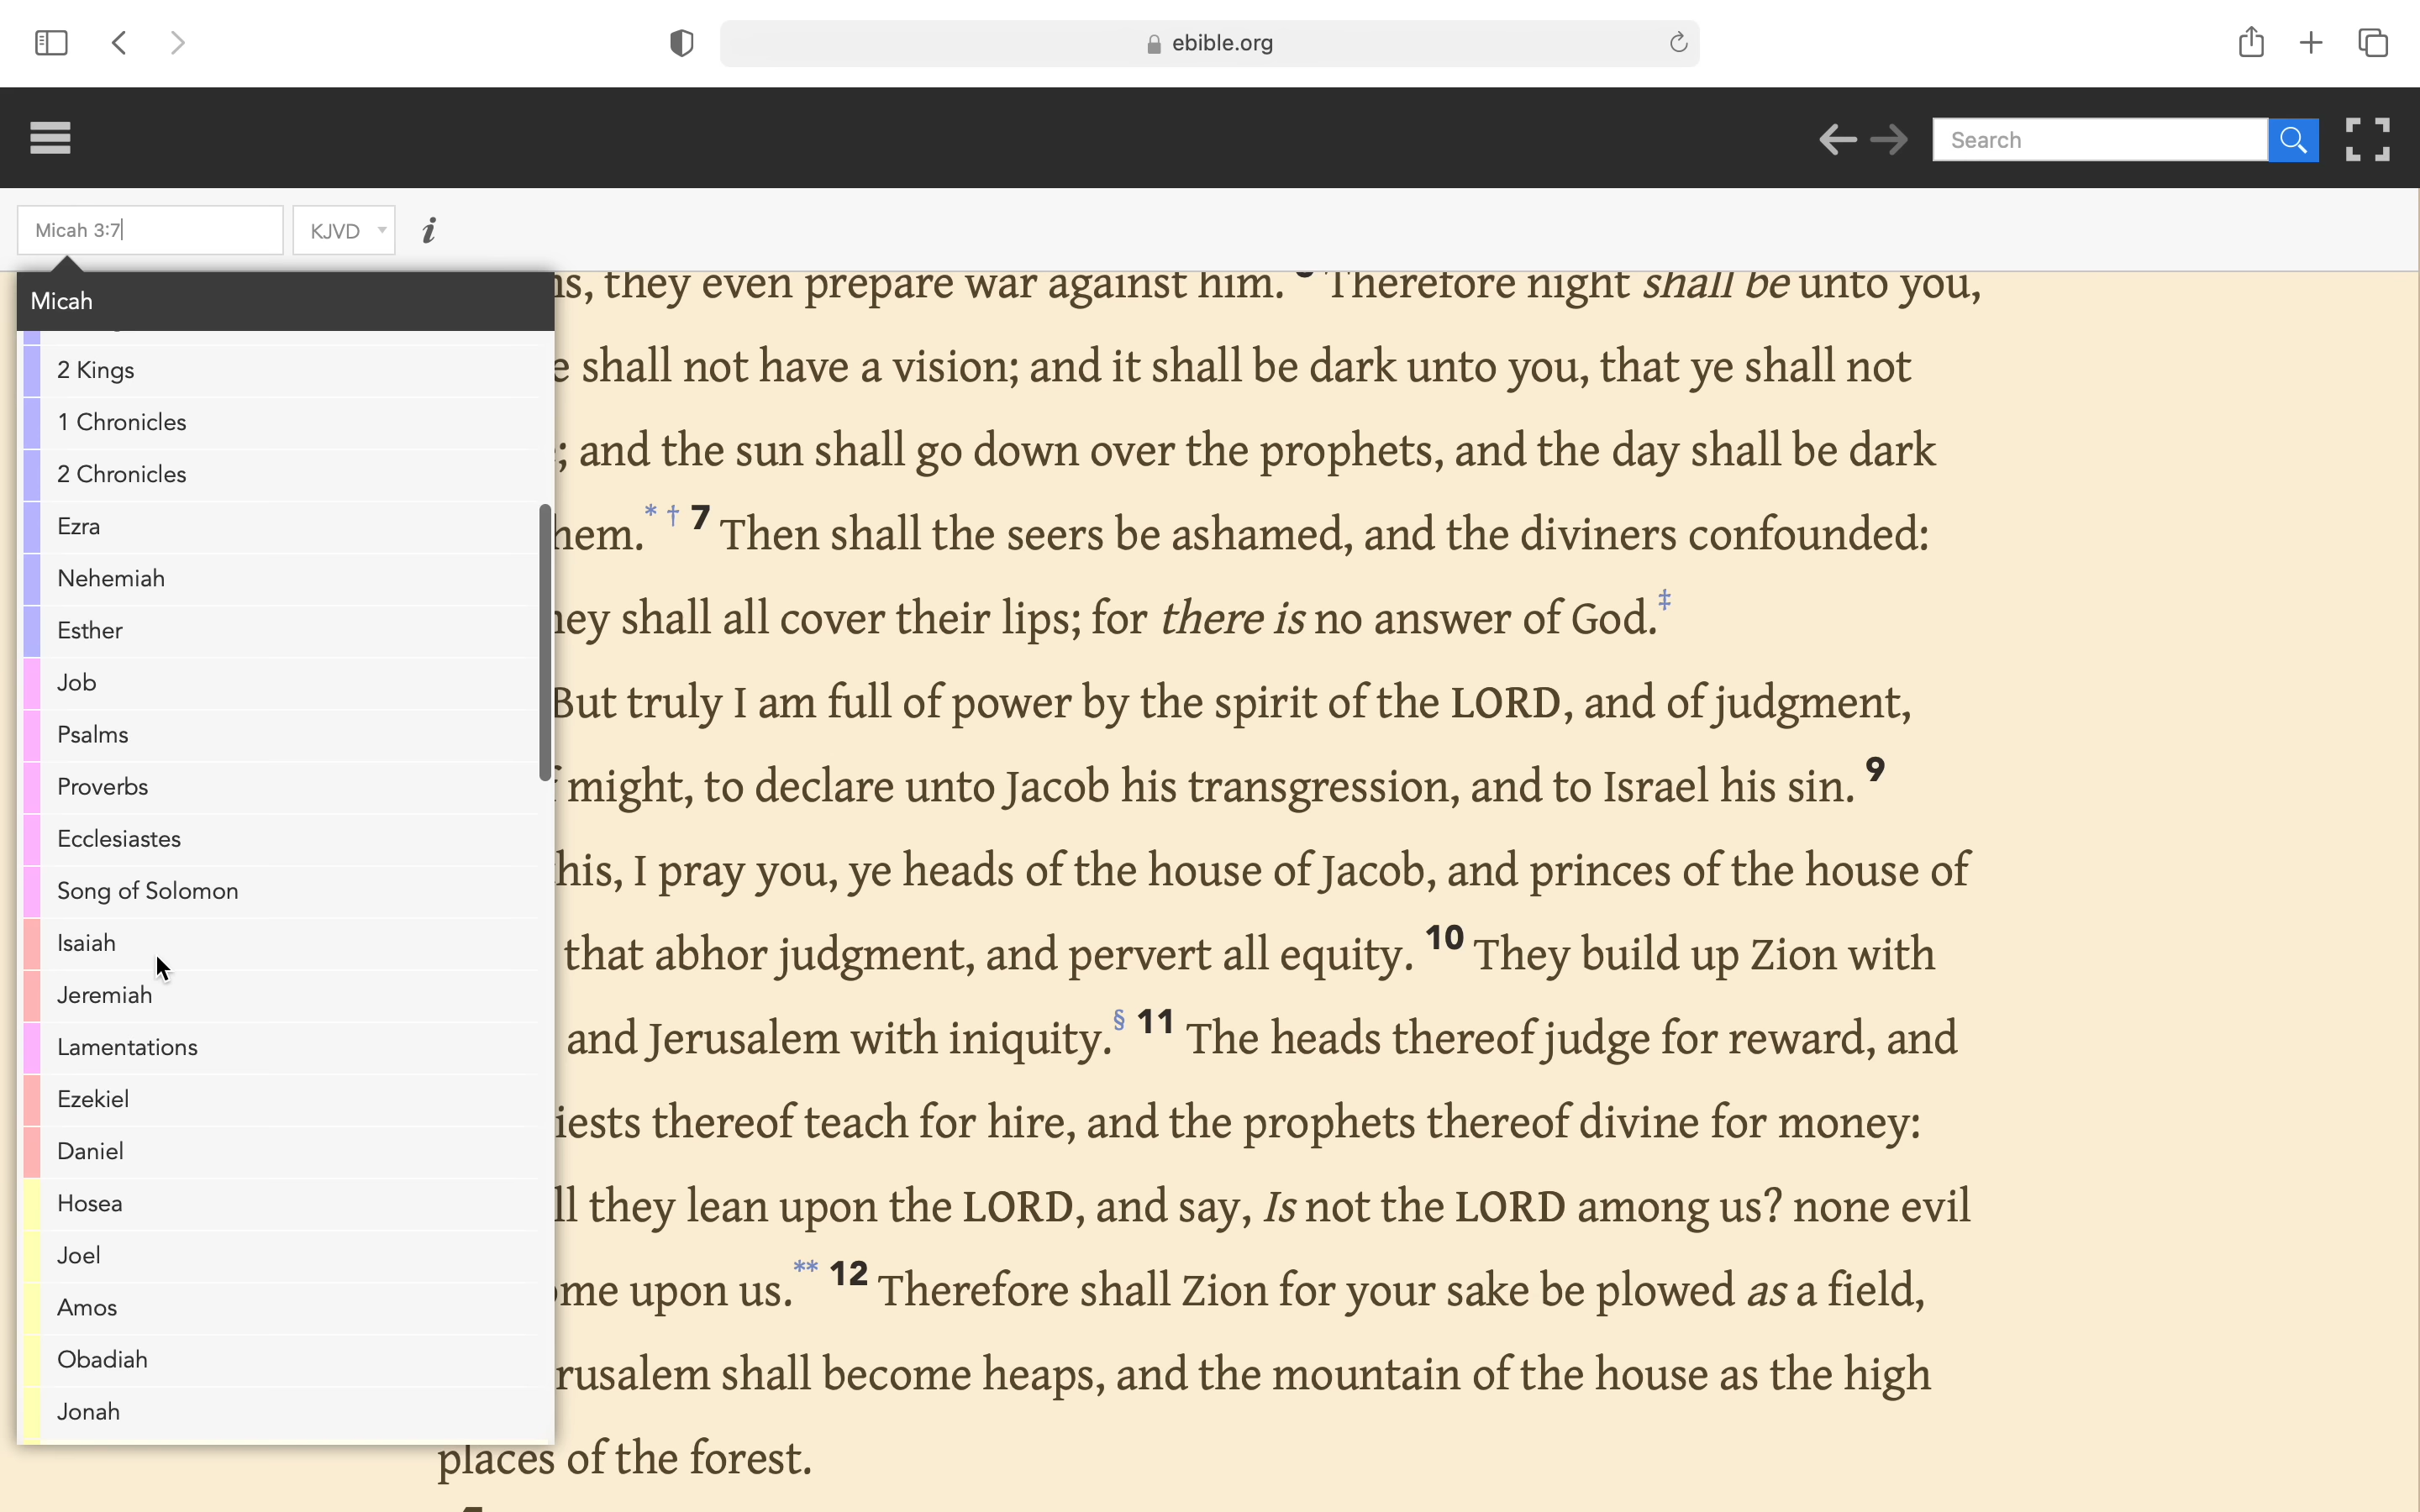 ebible.org
Search
Micah 3:7
KJVD
i
Micah
2 Kings
1 Chronicles
2 Chronicles
Ezra
Nehemiah
Esther
Job
Psalms
Proverbs
Ecclesiastes
Song of Solomon
Isaiah
Jeremiah
Lamentations
Ezekiel
Daniel
Hosea
Joel
Amos
Obadiah
Jonah
they even prepare war against him. Therefore night shall be unto you,
shall not have a vision; and it shall be dark unto you, that ye shall not
; and the sun shall go down over the prophets, and the day shall be dark
hem. * † 7 Then shall the seers be ashamed, and the diviners confounded:
hey shall all cover their lips; for there is no answer of God. ‡
But truly I am full of power by the spirit of the LORD, and of judgment,
might, to declare unto Jacob his transgression, and to Israel his sin. 9
his, I pray you, ye heads of the house of Jacob, and princes of the house of
that abhor judgment, and pervert all equity. 10 They build up Zion with
and Jerusalem with iniquity. § 11 The heads thereof judge for reward, and
iests thereof teach for hire, and the prophets thereof divine for money:
ll they lean upon the LORD, and say, Is not the LORD among us? none evil
ome upon us. ** 12 Therefore shall Zion for your sake be plowed as a field,
rusalem shall become heaps, and the mountain of the house as the high
places of the forest.